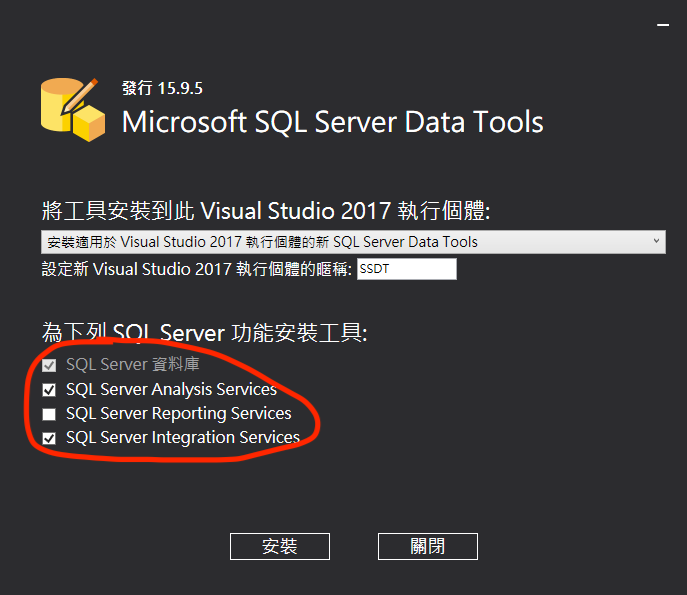 發行 15.9.5
Microsoft SQL Server Data Tools
將工具安裝到此 Visual Studio 2017 執行個體:
安裝適用於 Visual Studio 2017 執行個體的新 SQL Server Data Tools
設定新 Visual Studio 2017 執行個體的暱稱: SSDT
為下列 SQL Server 功能安裝工具:
SQL Server 資料庫
SQL Server Analysis Services
SQL Server Reporting Services
SQL Server Integration Services
安裝 關閉